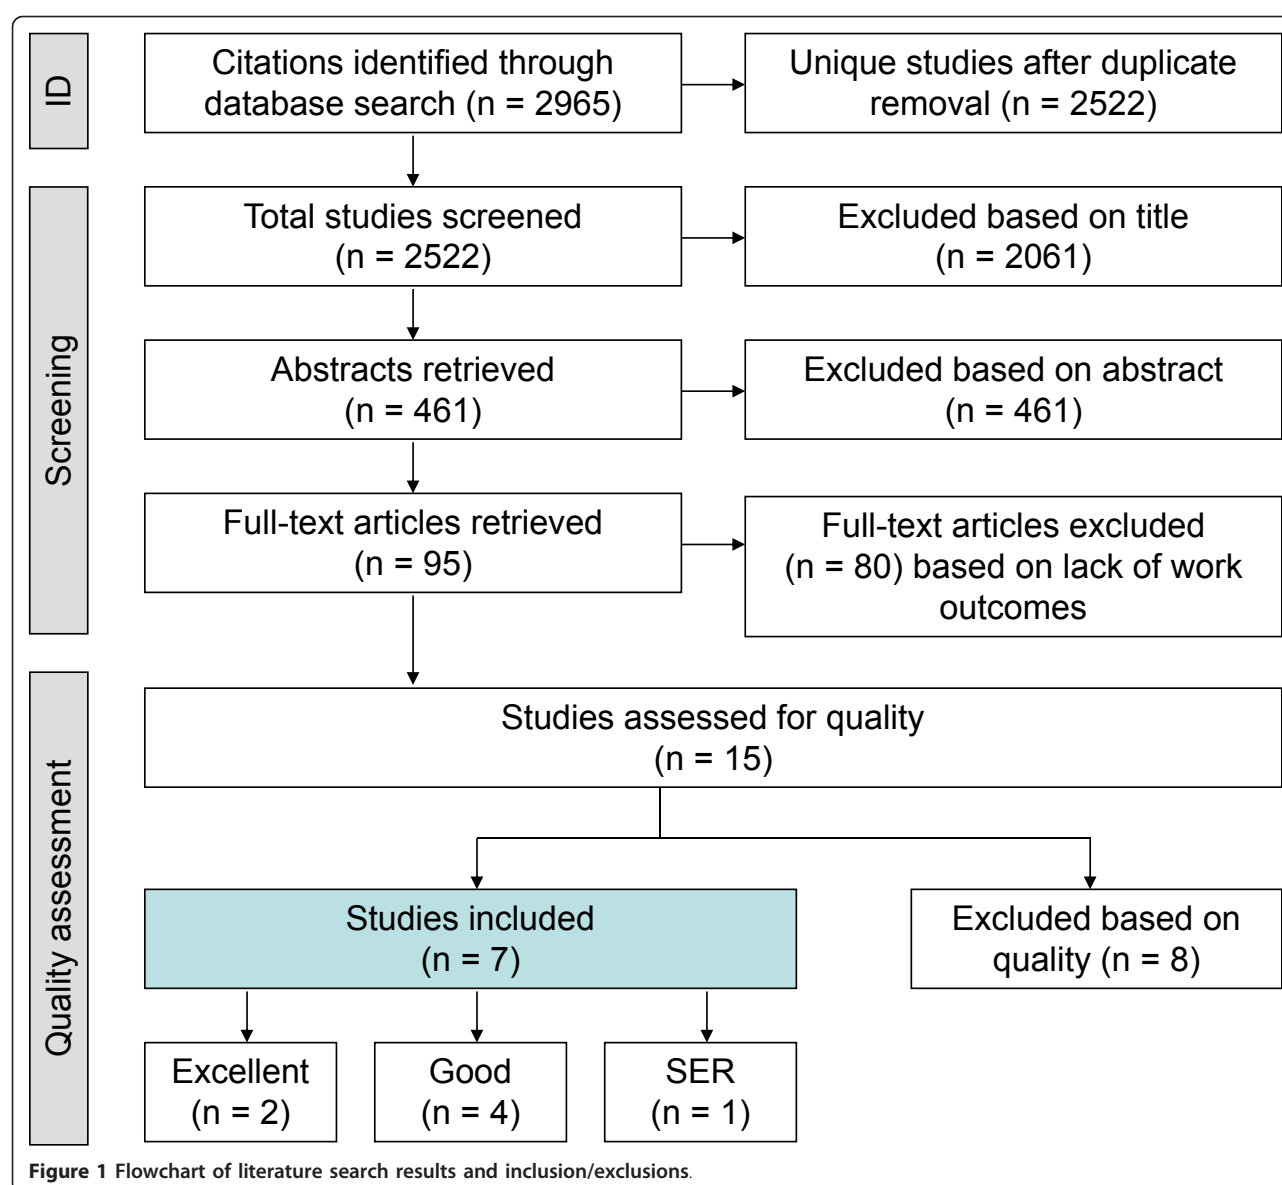 ID
Citations identified through
database search (n = 2965)
Unique studies after duplicate
removal (n = 2522)
Screening
Total studies screened
(n = 2522)
Excluded based on title
(n = 2061)
Abstracts retrieved
(n = 461)
Excluded based on abstract
(n = 461)
Full-text articles retrieved
(n = 95)
Full-text articles excluded
(n = 80) based on lack of work
outcomes
Quality assessment
Studies assessed for quality
(n = 15)
Studies included
(n = 7)
Excluded based on
quality (n = 8)
Excellent
(n = 2)
Good
(n = 4)
SER
(n = 1)
Figure 1 Flowchart of literature search results and inclusion/exclusions.